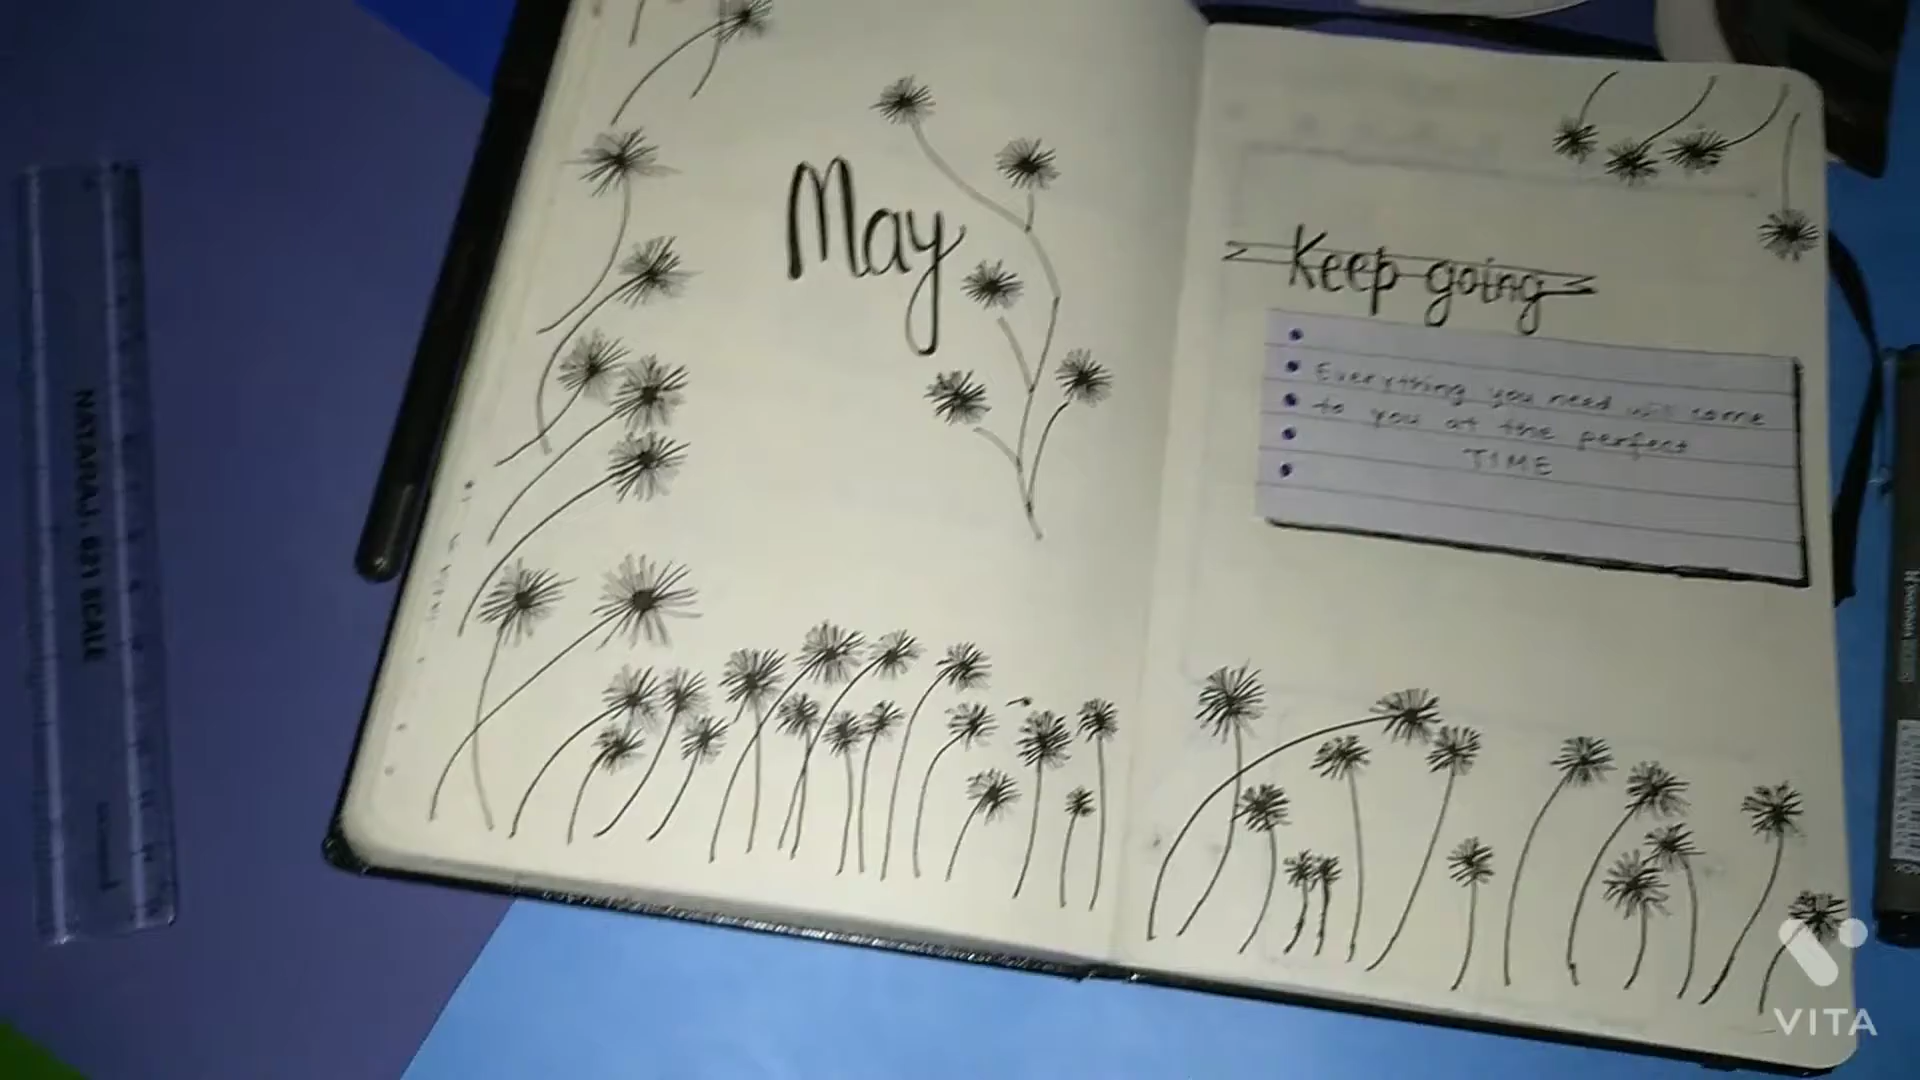 May
Keep going
Everything you need will come
to you at the perfect
TIME
NATARAJ. 621 SCALE
VITA